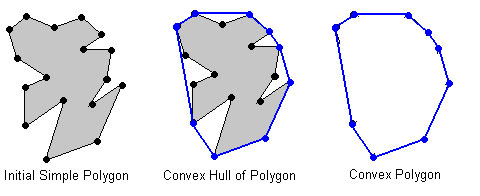 Initial Simple Polygon
Convex Hull of Polygon
Convex Polygon